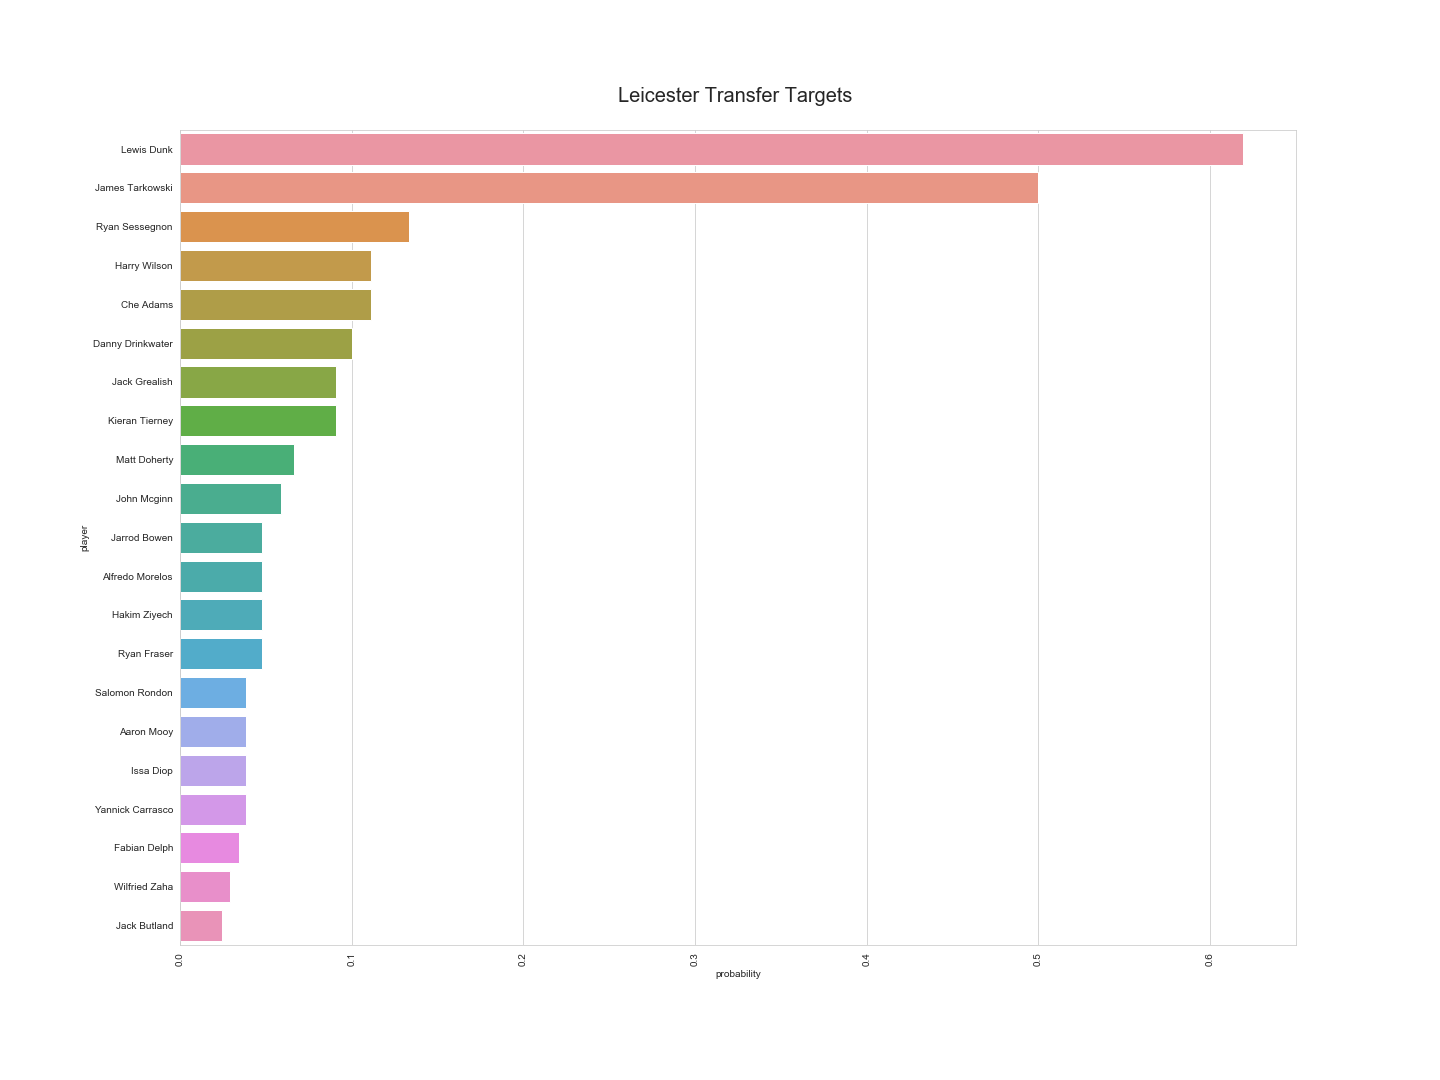 Leicester Transfer Targets
Lewis Dunk
James Tarkowski
Ryan Sessegnon
Harry Wilson
Che Adams
Danny Drinkwater
Jack Grealish
Kieran Tierney
Matt Doherty
John Mcginn
Jarrod Bowen
Alfredo Morelos
Hakim Ziyech
Ryan Fraser
Salomon Rondon
Aaron Mooy
Issa Diop
Yannick Carrasco
Fabian Delph
Wilfried Zaha
Jack Butland
player
0.0 0.1 0.2 0.3 0.4 0.5 0.6
probability